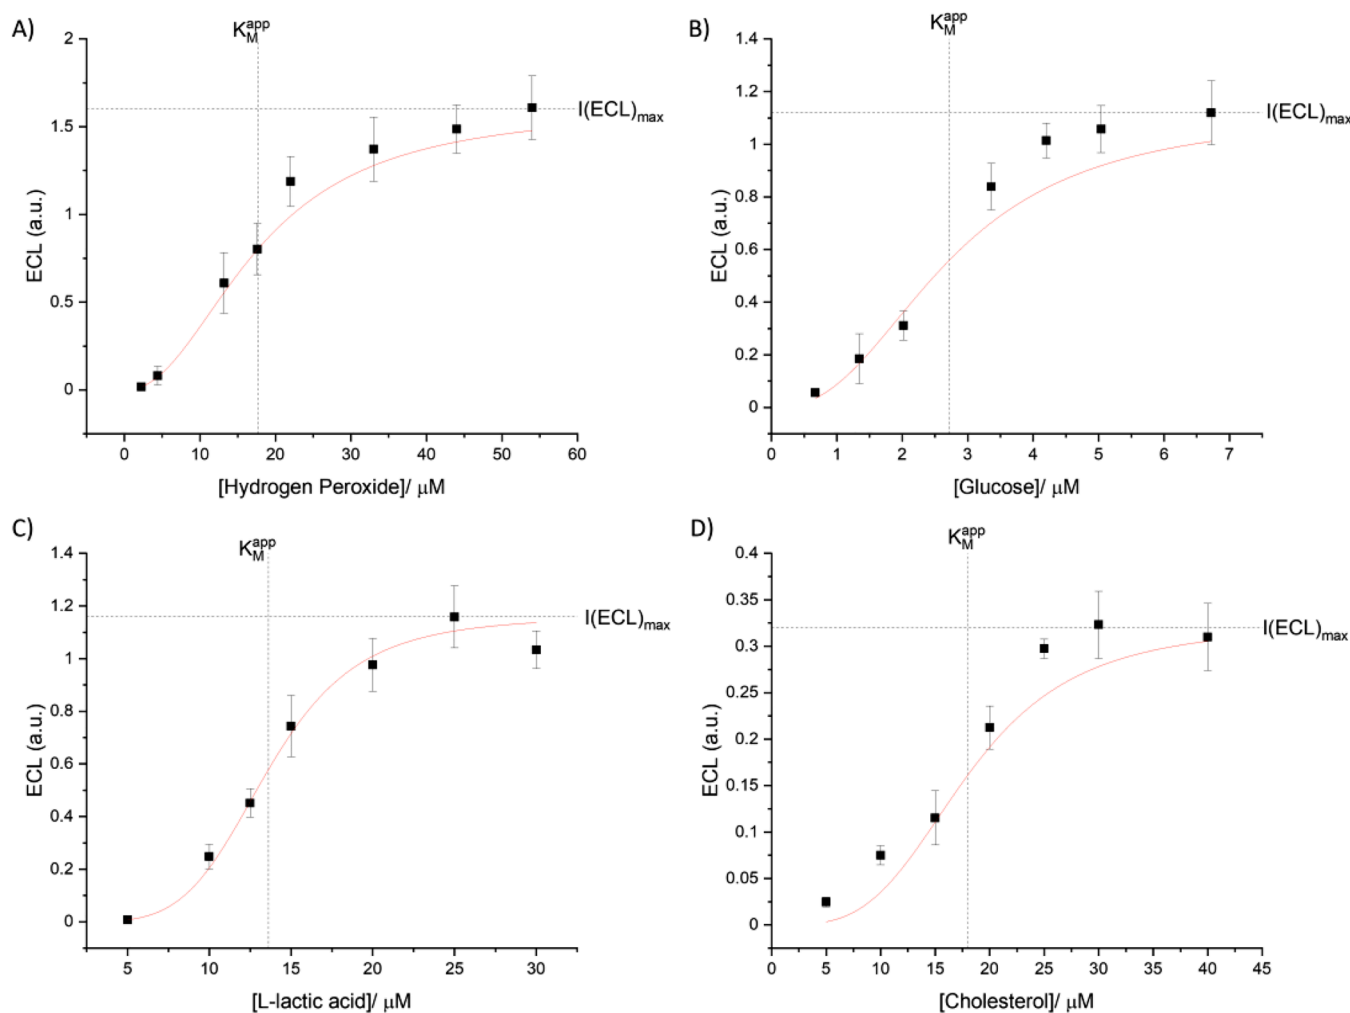 A)
K_M^app
2
1.5
1
0.5
0
I(ECL)max
ECL (a.u.)
0 10 20 30 40 50 60
[Hydrogen Peroxide]/ μM
B)
K_M^app
1.4
1.2
1
0.8
0.6
0.4
0.2
0
I(ECL)max
ECL (a.u.)
0 1 2 3 4 5 6 7
[Glucose]/ μM
C)
K_M^app
1.4
1.2
1
0.8
0.6
0.4
0.2
0
I(ECL)max
ECL (a.u.)
5 10 15 20 25 30
[L-lactic acid]/ μM
D)
K_M^app
0.4
0.35
0.3
0.25
0.2
0.15
0.1
0.05
0
I(ECL)max
ECL (a.u.)
0 5 10 15 20 25 30 35 40 45
[Cholesterol]/ μM